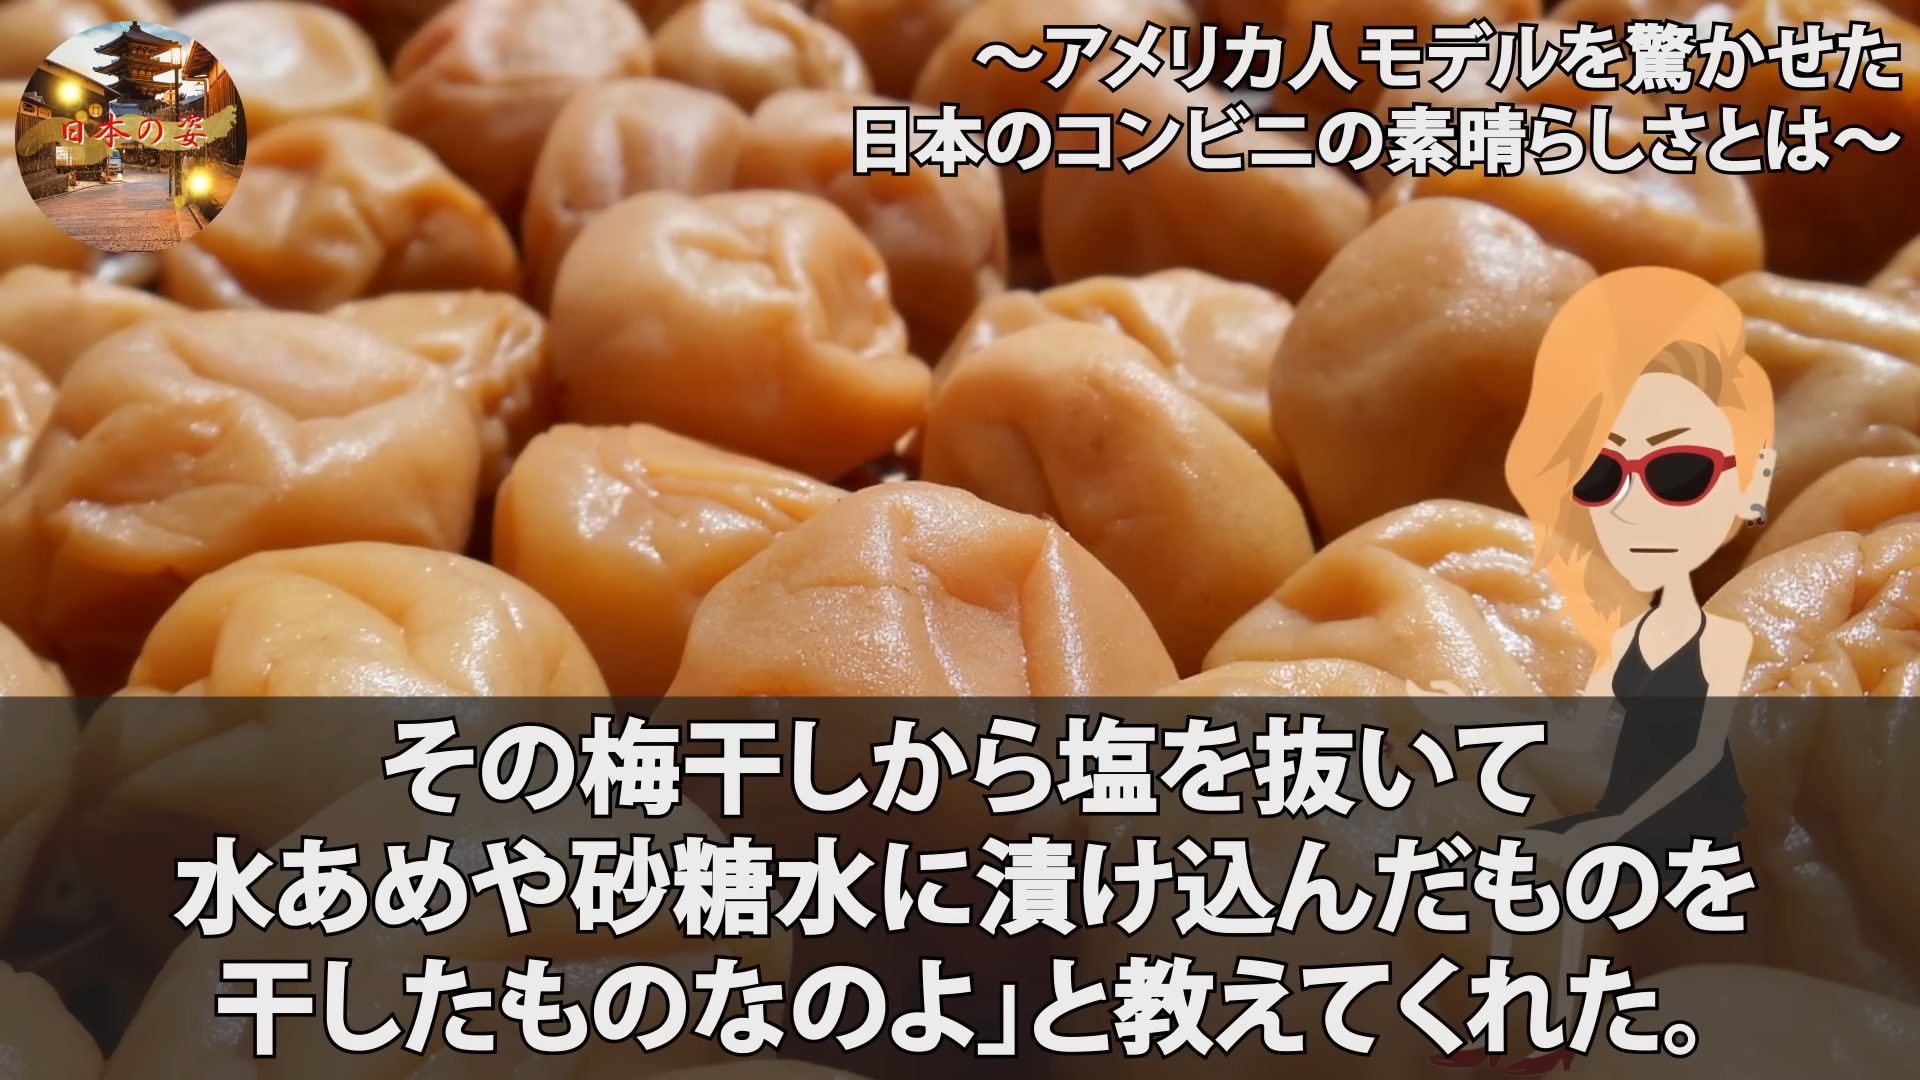 日本の姿
〜アメリカ人モデルを驚かせた
日本のコンビニの素晴らしさとは〜
その梅干しから塩を抜いて
水あめや砂糖水に漬け込んだものを
干したものなのよ」と教えてくれた。